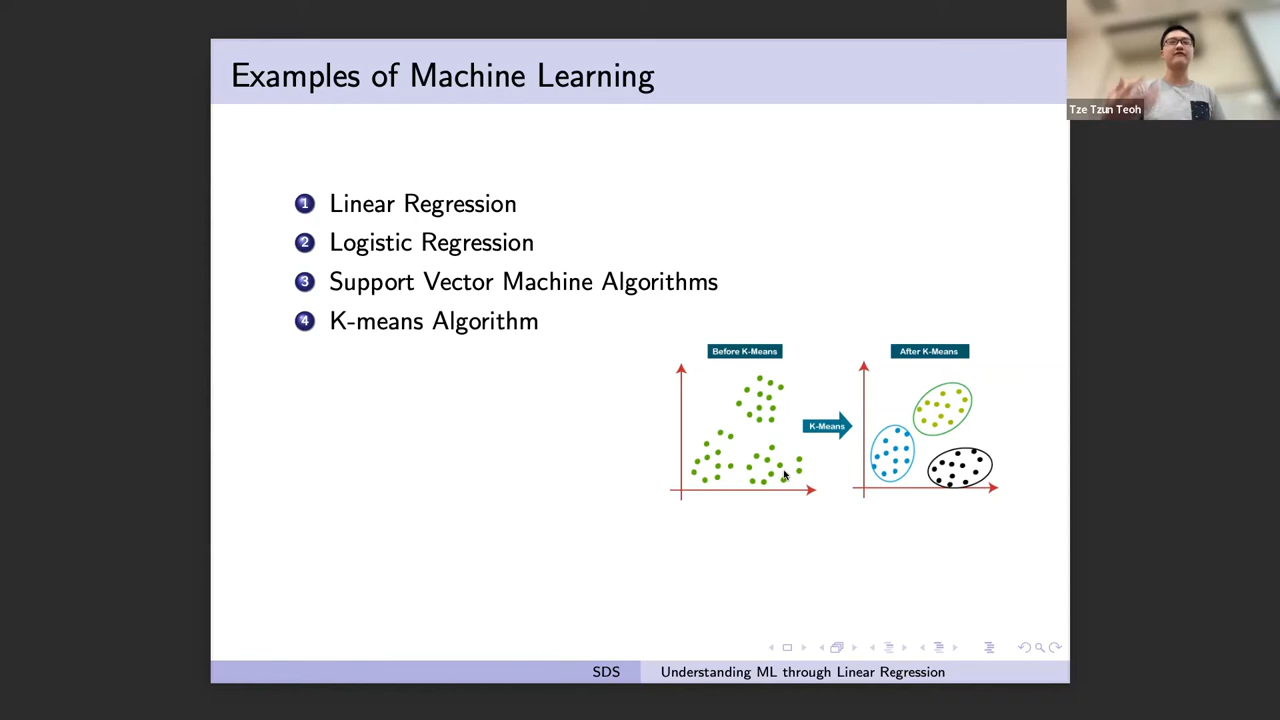 Examples of Machine Learning
Tze Tzun Teoh
1 Linear Regression
2 Logistic Regression
3 Support Vector Machine Algorithms
4 K-means Algorithm
Before K-Means
After K-Means
K-Means
SDS
Understanding ML through Linear Regression